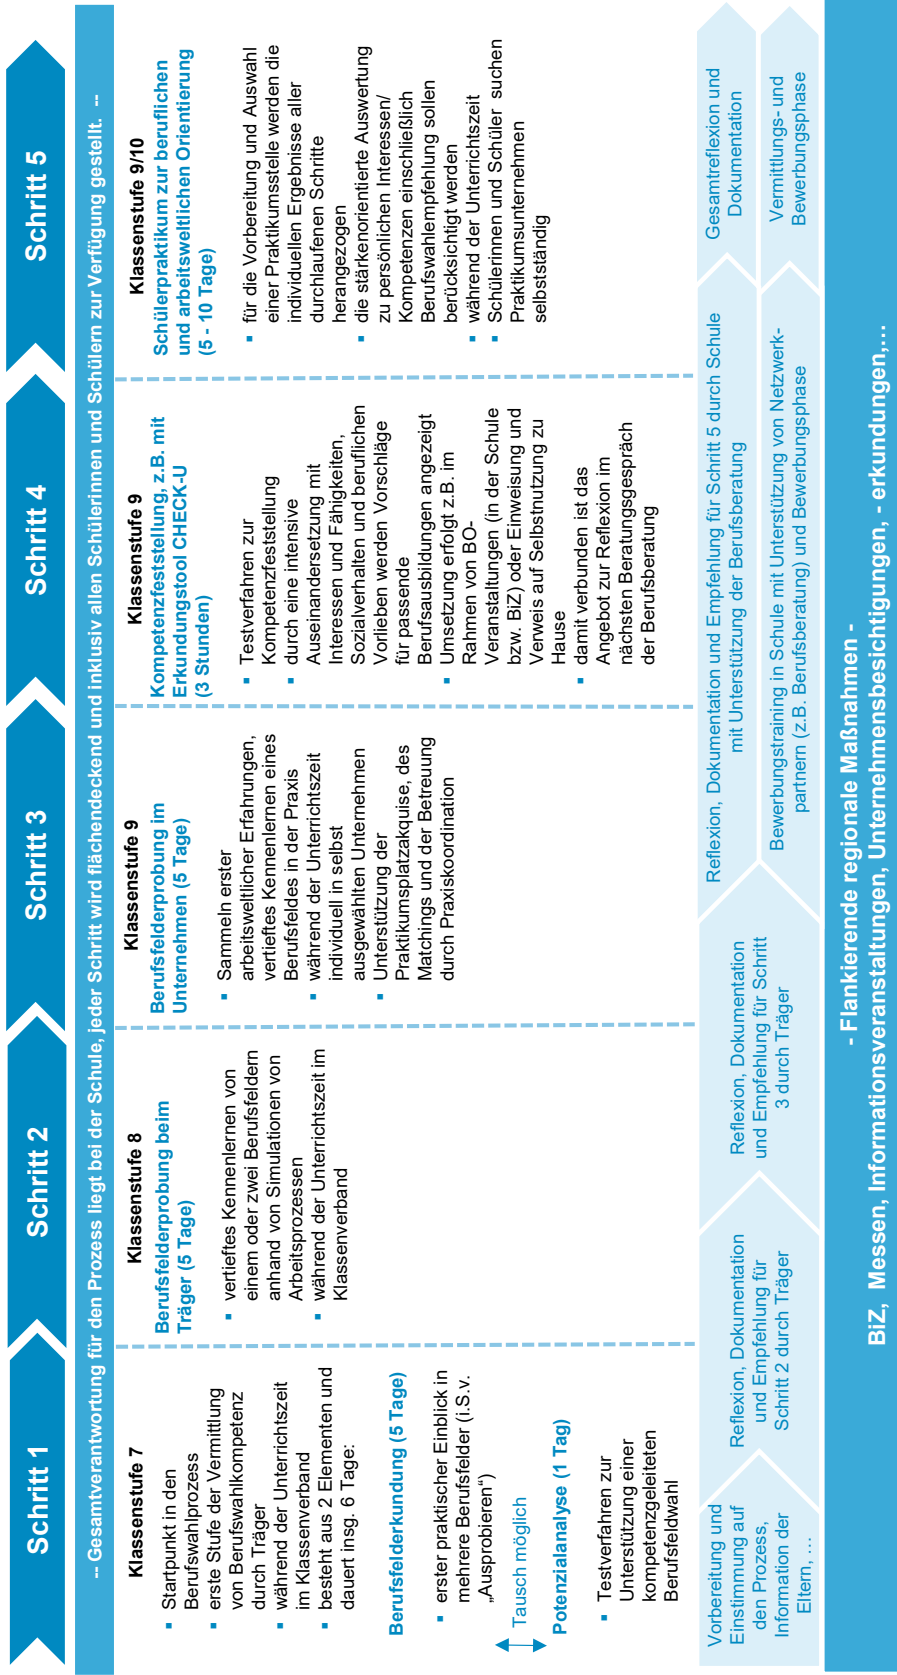 Schritt 1
Schritt 2
Schritt 3
Schritt 4
Schritt 5
-- Gesamtverantwortung für den Prozess liegt bei der Schule, jeder Schritt wird flächendeckend und inklusiv allen Schülerinnen und Schülern zur Verfügung gestellt. --
Klassenstufe 7
▪ Startpunkt in den
Berufswahlprozess
▪ erste Stufe der Vermittlung
von Berufswahlkompetenz
durch Träger
▪ während der Unterrichtszeit
im Klassenverband
▪ besteht aus 2 Elementen und
dauert insg. 6 Tage:
Berufsfelderkundung (5 Tage)
▪ erster praktischer Einblick in
mehrere Berufsfelder (i.S.v.
„Ausprobieren“)
Tausch möglich
Potenzialanalyse (1 Tag)
▪ Testverfahren zur
Unterstützung einer
kompetenzgeleiteten
Berufsfeldwahl
Klassenstufe 8
Berufsfelderprobung beim
Träger (5 Tage)
▪ vertieftes Kennenlernen von
einem oder zwei Berufsfeldern
anhand von Simulationen von
Arbeitsprozessen
▪ während der Unterrichtszeit im
Klassenverband
Klassenstufe 9
Berufsfelderprobung im
Unternehmen (5 Tage)
▪ Sammeln erster
arbeitsweltlicher Erfahrungen,
vertieftes Kennenlernen eines
Berufsfeldes in der Praxis
▪ während der Unterrichtszeit
individuell in selbst
ausgewählten Unternehmen
▪ Unterstützung der
Praktikumsplatzakquise, des
Matchings und der Betreuung
durch Praxiskoordination
Klassenstufe 9
Kompetenzfeststellung, z.B. mit
Erkundungstool CHECK-U
(3 Stunden)
▪ Testverfahren zur
Kompetenzfeststellung
▪ durch eine intensive
Auseinandersetzung mit
Interessen und Fähigkeiten,
Sozialverhalten und beruflichen
Vorlieben werden Vorschläge
für passende
Berufsausbildungen angezeigt
▪ Umsetzung erfolgt z.B. im
Rahmen von BO-
Veranstaltungen (in der Schule
bzw. BiZ) oder Einweisung und
Verweis auf Selbstnutzung zu
Hause
▪ damit verbunden ist das
Angebot zur Reflexion im
nächsten Beratungsgespräch
der Berufsberatung
Klassenstufe 9/10
Schülerpraktikum zur beruflichen
und arbeitsweltlichen Orientierung
(5 - 10 Tage)
▪ für die Vorbereitung und Auswahl
einer Praktikumsstelle werden die
individuellen Ergebnisse aller
durchlaufenen Schritte
herangezogen
▪ die stärkenorientierte Auswertung
zu persönlichen Interessen/
Kompetenzen einschließlich
Berufswahlempfehlung sollen
berücksichtigt werden
▪ während der Unterrichtszeit
▪ Schülerinnen und Schüler suchen
Praktikumsunternehmen
selbstständig
Vorbereitung und
Einstimmung auf
den Prozess,
Information der
Eltern, …
Reflexion, Dokumentation
und Empfehlung für
Schritt 2 durch Träger
Reflexion, Dokumentation
und Empfehlung für Schritt
3 durch Träger
Reflexion, Dokumentation und Empfehlung für Schritt 5 durch Schule
mit Unterstützung der Berufsberatung
Gesamtreflexion und
Dokumentation
Bewerbungstraining in Schule mit Unterstützung von Netzwerk-
partnern (z.B. Berufsberatung) und Bewerbungsphase
Vermittlungs- und
Bewerbungsphase
- Flankierende regionale Maßnahmen -
BiZ, Messen, Informationsveranstaltungen, Unternehmensbesichtigungen, - erkundungen,…